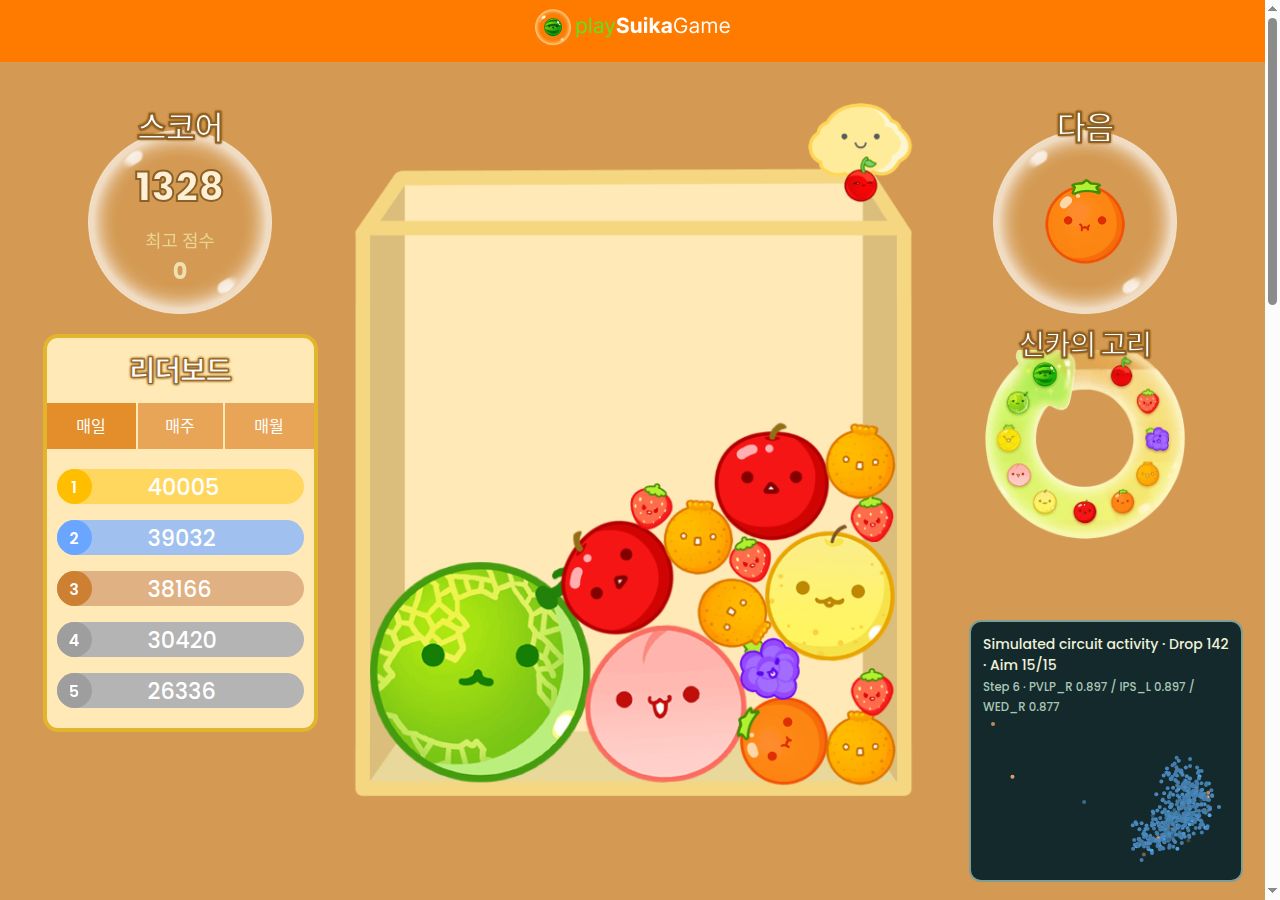 playSuikaGame
스코어
1328
최고 점수
0
리더보드
매일 매주 매월
1 40005
2 39032
3 38166
4 30420
5 26336
다음
신카의 고리
Simulated circuit activity · Drop 142
· Aim 15/15
Step 6 · PVLP_R 0.897 / IPS_L 0.897 /
WED_R 0.877